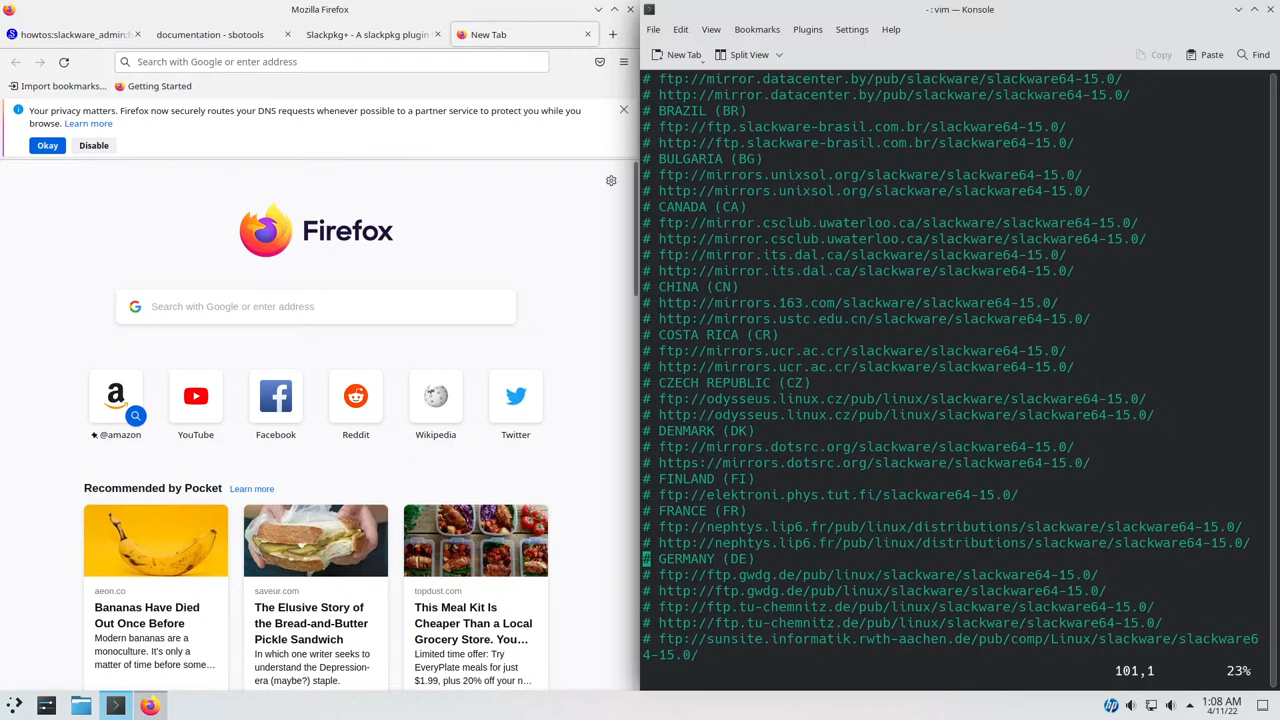 Mozilla Firefox
howtos:slackware_admin:h
documentation - sbotools
Slackpkg+ - A slackpkg plugin
New Tab
Search with Google or enter address
Import bookmarks...
Getting Started
Your privacy matters. Firefox now securely routes your DNS requests whenever possible to a partner service to protect you while you
browse. Learn more
Okay
Disable
Firefox
Search with Google or enter address
@amazon
YouTube
Facebook
Reddit
Wikipedia
Twitter
Recommended by Pocket
Learn more
aeon.co
Bananas Have Died
Out Once Before
Modern bananas are a
monoculture. It's only a
matter of time before some…
saveur.com
The Elusive Story of
the Bread-and-Butter
Pickle Sandwich
In which one writer seeks to
understand the Depression-
era (maybe?) staple.
topdust.com
This Meal Kit Is
Cheaper Than a Local
Grocery Store. You…
Limited time offer: Try
EveryPlate meals for just
$1.99, plus 20% off your n…
- : vim — Konsole
File Edit View Bookmarks Plugins Settings Help
New Tab
Split View
Copy
Paste
Find
# ftp://mirror.datacenter.by/pub/slackware/slackware64-15.0/
# http://mirror.datacenter.by/pub/slackware/slackware64-15.0/
# BRAZIL (BR)
# ftp://ftp.slackware-brasil.com.br/slackware64-15.0/
# http://ftp.slackware-brasil.com.br/slackware64-15.0/
# BULGARIA (BG)
# ftp://mirrors.unixsol.org/slackware/slackware64-15.0/
# http://mirrors.unixsol.org/slackware/slackware64-15.0/
# CANADA (CA)
# ftp://mirror.csclub.uwaterloo.ca/slackware/slackware64-15.0/
# http://mirror.csclub.uwaterloo.ca/slackware/slackware64-15.0/
# ftp://mirror.its.dal.ca/slackware/slackware64-15.0/
# http://mirror.its.dal.ca/slackware/slackware64-15.0/
# CHINA (CN)
# http://mirrors.163.com/slackware/slackware64-15.0/
# http://mirrors.ustc.edu.cn/slackware/slackware64-15.0/
# COSTA RICA (CR)
# ftp://mirrors.ucr.ac.cr/slackware/slackware64-15.0/
# http://mirrors.ucr.ac.cr/slackware/slackware64-15.0/
# CZECH REPUBLIC (CZ)
# ftp://odysseus.linux.cz/pub/linux/slackware/slackware64-15.0/
# http://odysseus.linux.cz/pub/linux/slackware/slackware64-15.0/
# DENMARK (DK)
# ftp://mirrors.dotsrc.org/slackware/slackware64-15.0/
# https://mirrors.dotsrc.org/slackware/slackware64-15.0/
# FINLAND (FI)
# ftp://elektroni.phys.tut.fi/slackware64-15.0/
# FRANCE (FR)
# ftp://nephtys.lip6.fr/pub/linux/distributions/slackware/slackware64-15.0/
# http://nephtys.lip6.fr/pub/linux/distributions/slackware/slackware64-15.0/
# GERMANY (DE)
# ftp://ftp.gwdg.de/pub/linux/slackware/slackware64-15.0/
# http://ftp.gwdg.de/pub/linux/slackware/slackware64-15.0/
# ftp://ftp.tu-chemnitz.de/pub/linux/slackware/slackware64-15.0/
# http://ftp.tu-chemnitz.de/pub/linux/slackware/slackware64-15.0/
# ftp://sunsite.informatik.rwth-aachen.de/pub/comp/Linux/slackware/slackware6
4-15.0/
101,1 23%
1:08 AM
4/11/22